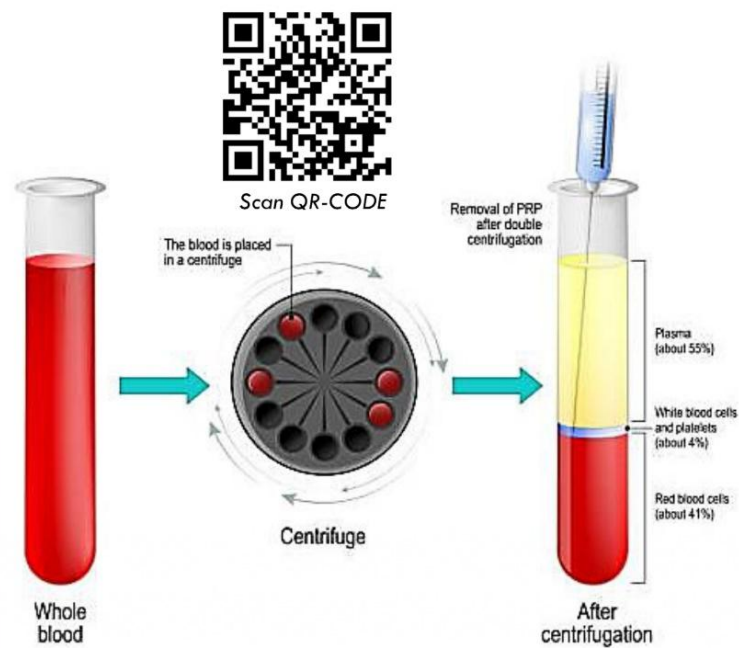 Scan QR-CODE
The blood is placed
in a centrifuge
Removal of PRP
after double
centrifugation
Plasma
(about 55%)
White blood cells
and platelets
(about 4%)
Red blood cells
(about 41%)
Centrifuge
Whole
blood
After
centrifugation